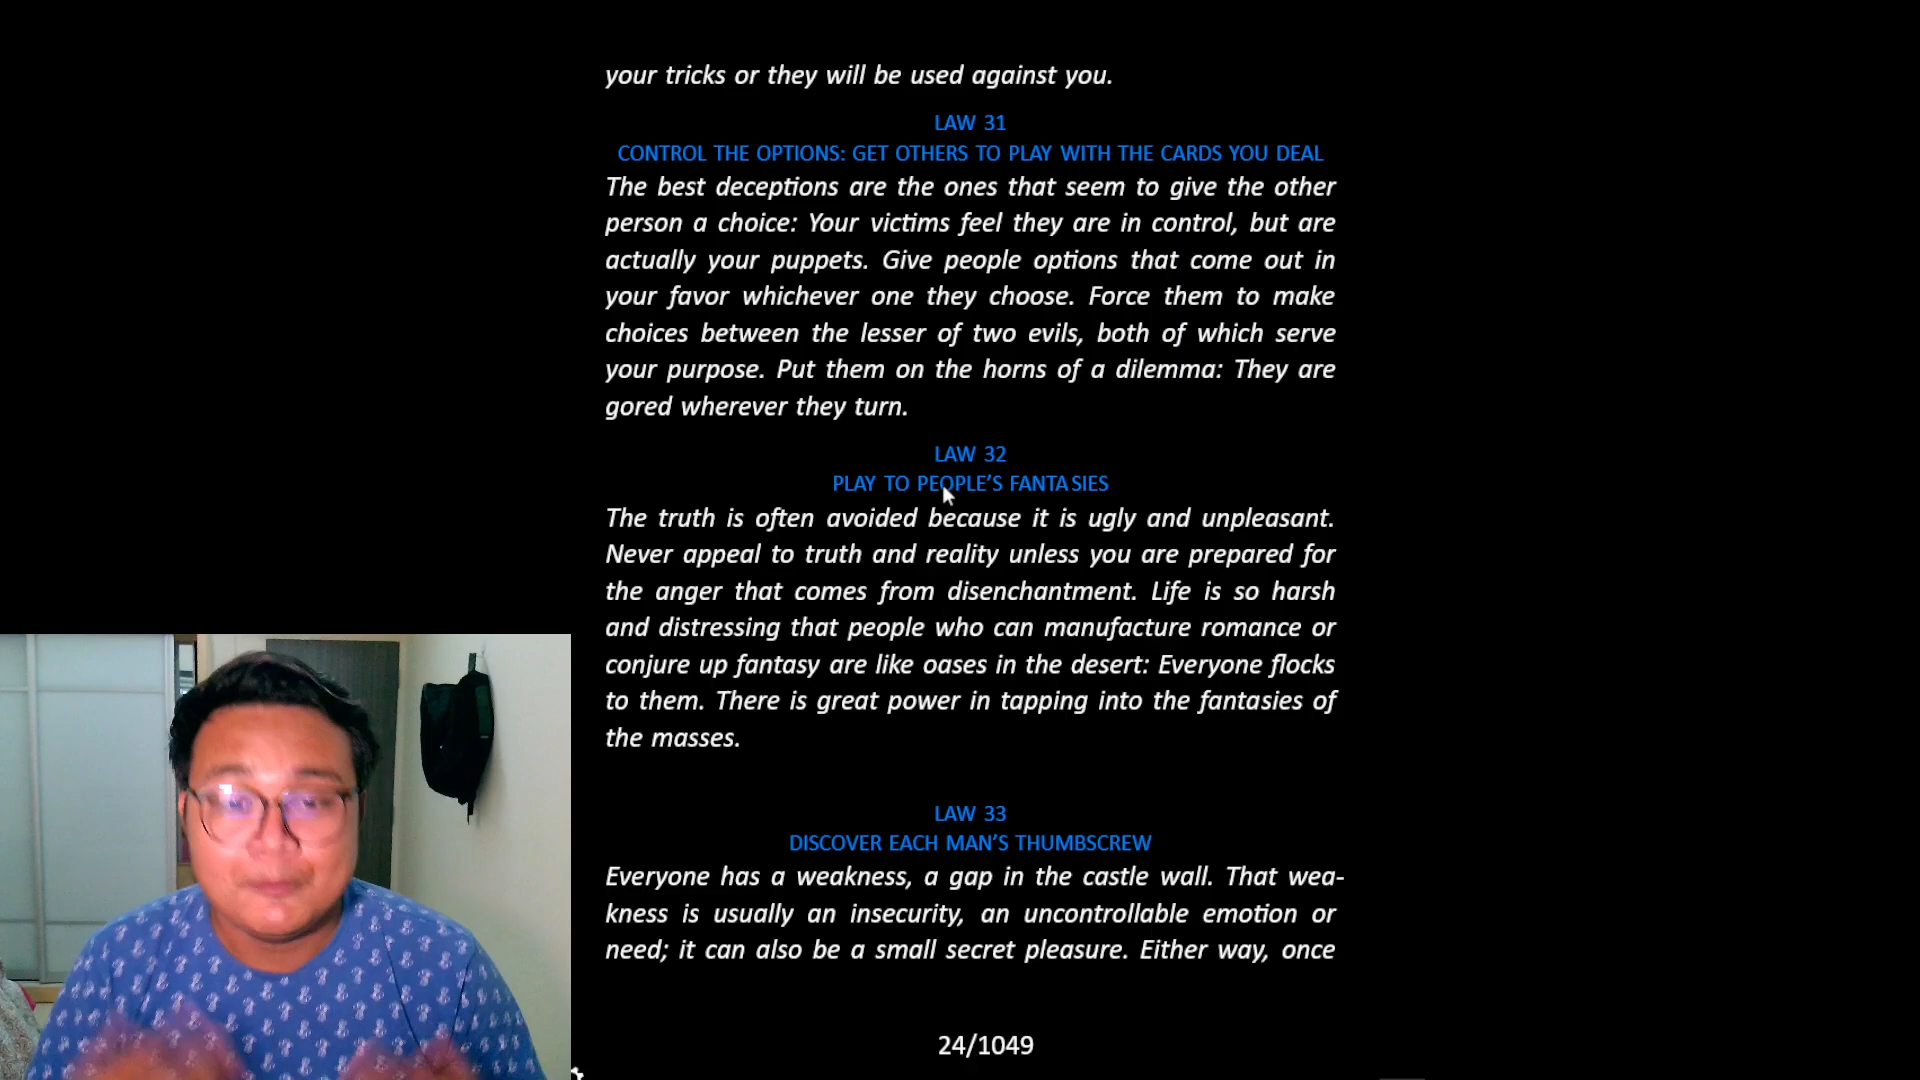 your tricks or they will be used against you.
LAW 31
CONTROL THE OPTIONS: GET OTHERS TO PLAY WITH THE CARDS YOU DEAL
The best deceptions are the ones that seem to give the other
person a choice: Your victims feel they are in control, but are
actually your puppets. Give people options that come out in
your favor whichever one they choose. Force them to make
choices between the lesser of two evils, both of which serve
your purpose. Put them on the horns of a dilemma: They are
gored wherever they turn.
LAW 32
PLAY TO PEOPLE’S FANTA SIES
The truth is often avoided because it is ugly and unpleasant.
Never appeal to truth and reality unless you are prepared for
the anger that comes from disenchantment. Life is so harsh
and distressing that people who can manufacture romance or
conjure up fantasy are like oases in the desert: Everyone flocks
to them. There is great power in tapping into the fantasies of
the masses.
LAW 33
DISCOVER EACH MAN’S THUMBSCREW
Everyone has a weakness, a gap in the castle wall. That wea-
kness is usually an insecurity, an uncontrollable emotion or
need; it can also be a small secret pleasure. Either way, once
24/1049